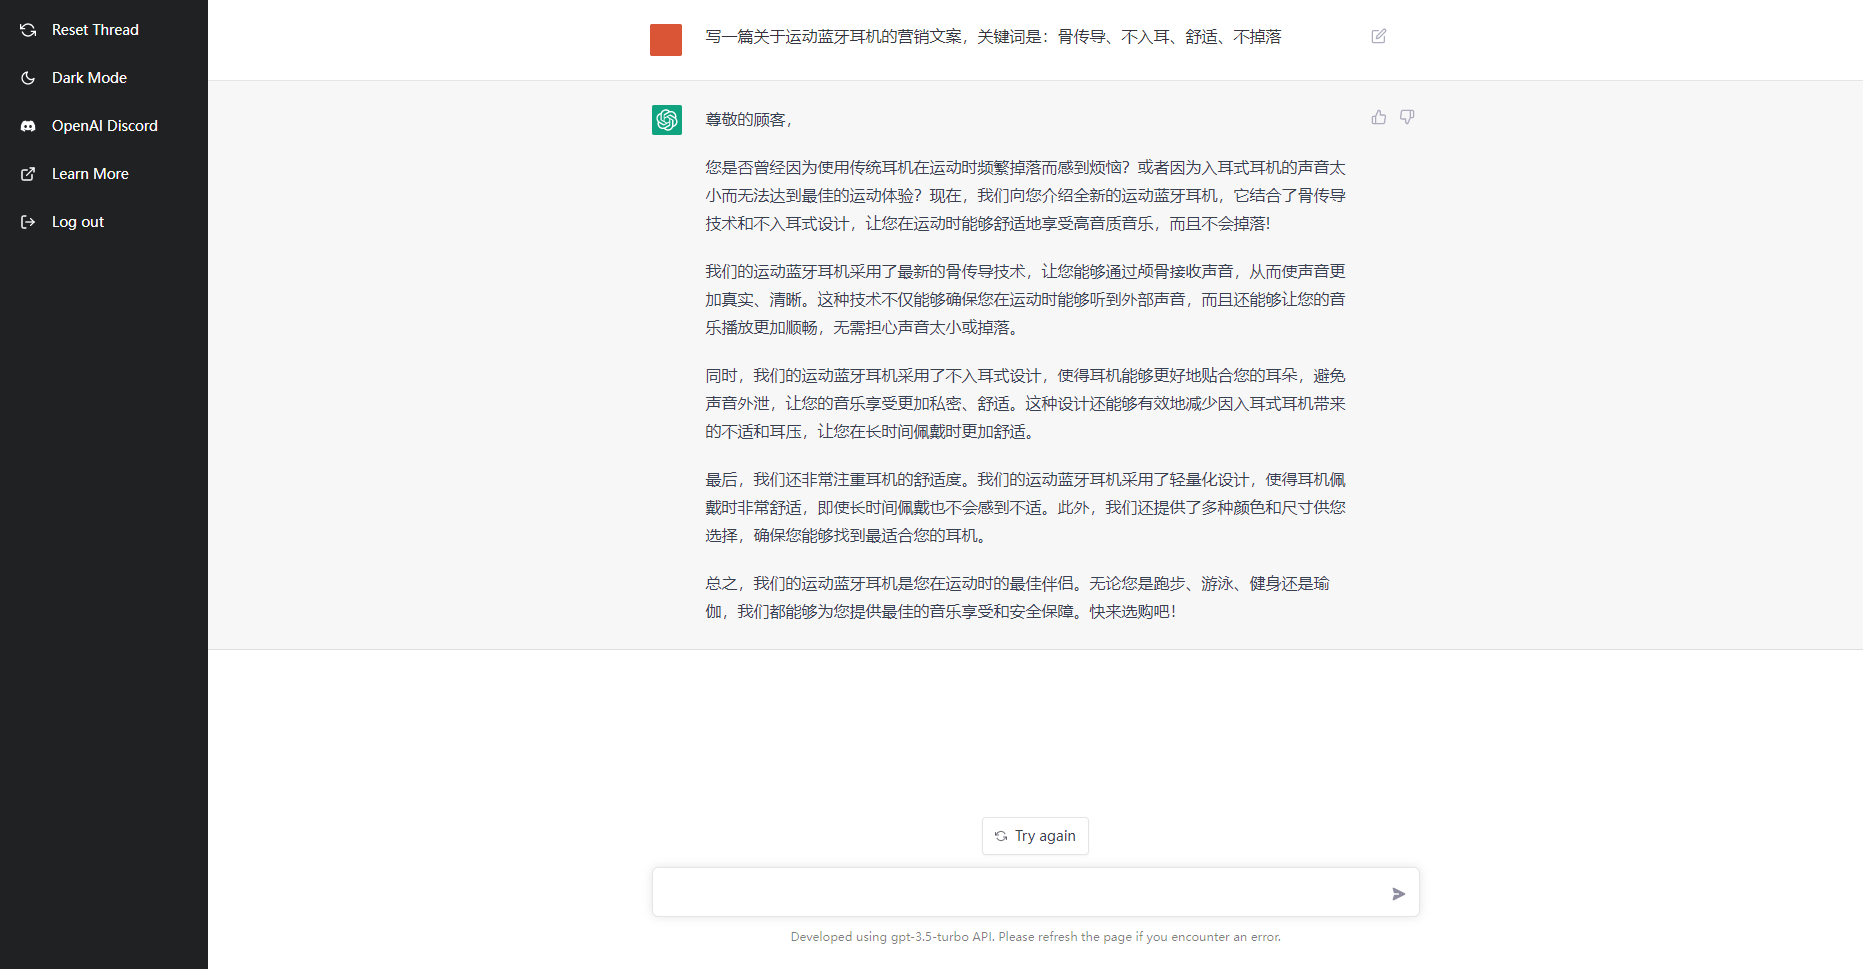 Reset Thread
Dark Mode
OpenAI Discord
Learn More
Log out
写一篇关于运动蓝牙耳机的营销文案，关键词是：骨传导、不入耳、舒适、不掉落
尊敬的顾客，
您是否曾经因为使用传统耳机在运动时频繁掉落而感到烦恼？或者因为入耳式耳机的声音太
小而无法达到最佳的运动体验？现在，我们向您介绍全新的运动蓝牙耳机，它结合了骨传导
技术和不入耳式设计，让您在运动时能够舒适地享受高音质音乐，而且不会掉落！
我们的运动蓝牙耳机采用了最新的骨传导技术，让您能够通过颅骨接收声音，从而使声音更
加真实、清晰。这种技术不仅能够确保您在运动时能够听到外部声音，而且还能够让您的音
乐播放更加顺畅，无需担心声音太小或掉落。
同时，我们的运动蓝牙耳机采用了不入耳式设计，使得耳机能够更好地贴合您的耳朵，避免
声音外泄，让您的音乐享受更加私密、舒适。这种设计还能够有效地减少因入耳式耳机带来
的不适和耳压，让您在长时间佩戴时更加舒适。
最后，我们还非常注重耳机的舒适度。我们的运动蓝牙耳机采用了轻量化设计，使得耳机佩
戴时非常舒适，即使长时间佩戴也不会感到不适。此外，我们还提供了多种颜色和尺寸供您
选择，确保您能够找到最适合您的耳机。
总之，我们的运动蓝牙耳机是您在运动时的最佳伴侣。无论您是跑步、游泳、健身还是瑜
伽，我们都能够为您提供最佳的音乐享受和安全保障。快来选购吧！
Try again
Developed using gpt-3.5-turbo API. Please refresh the page if you encounter an error.